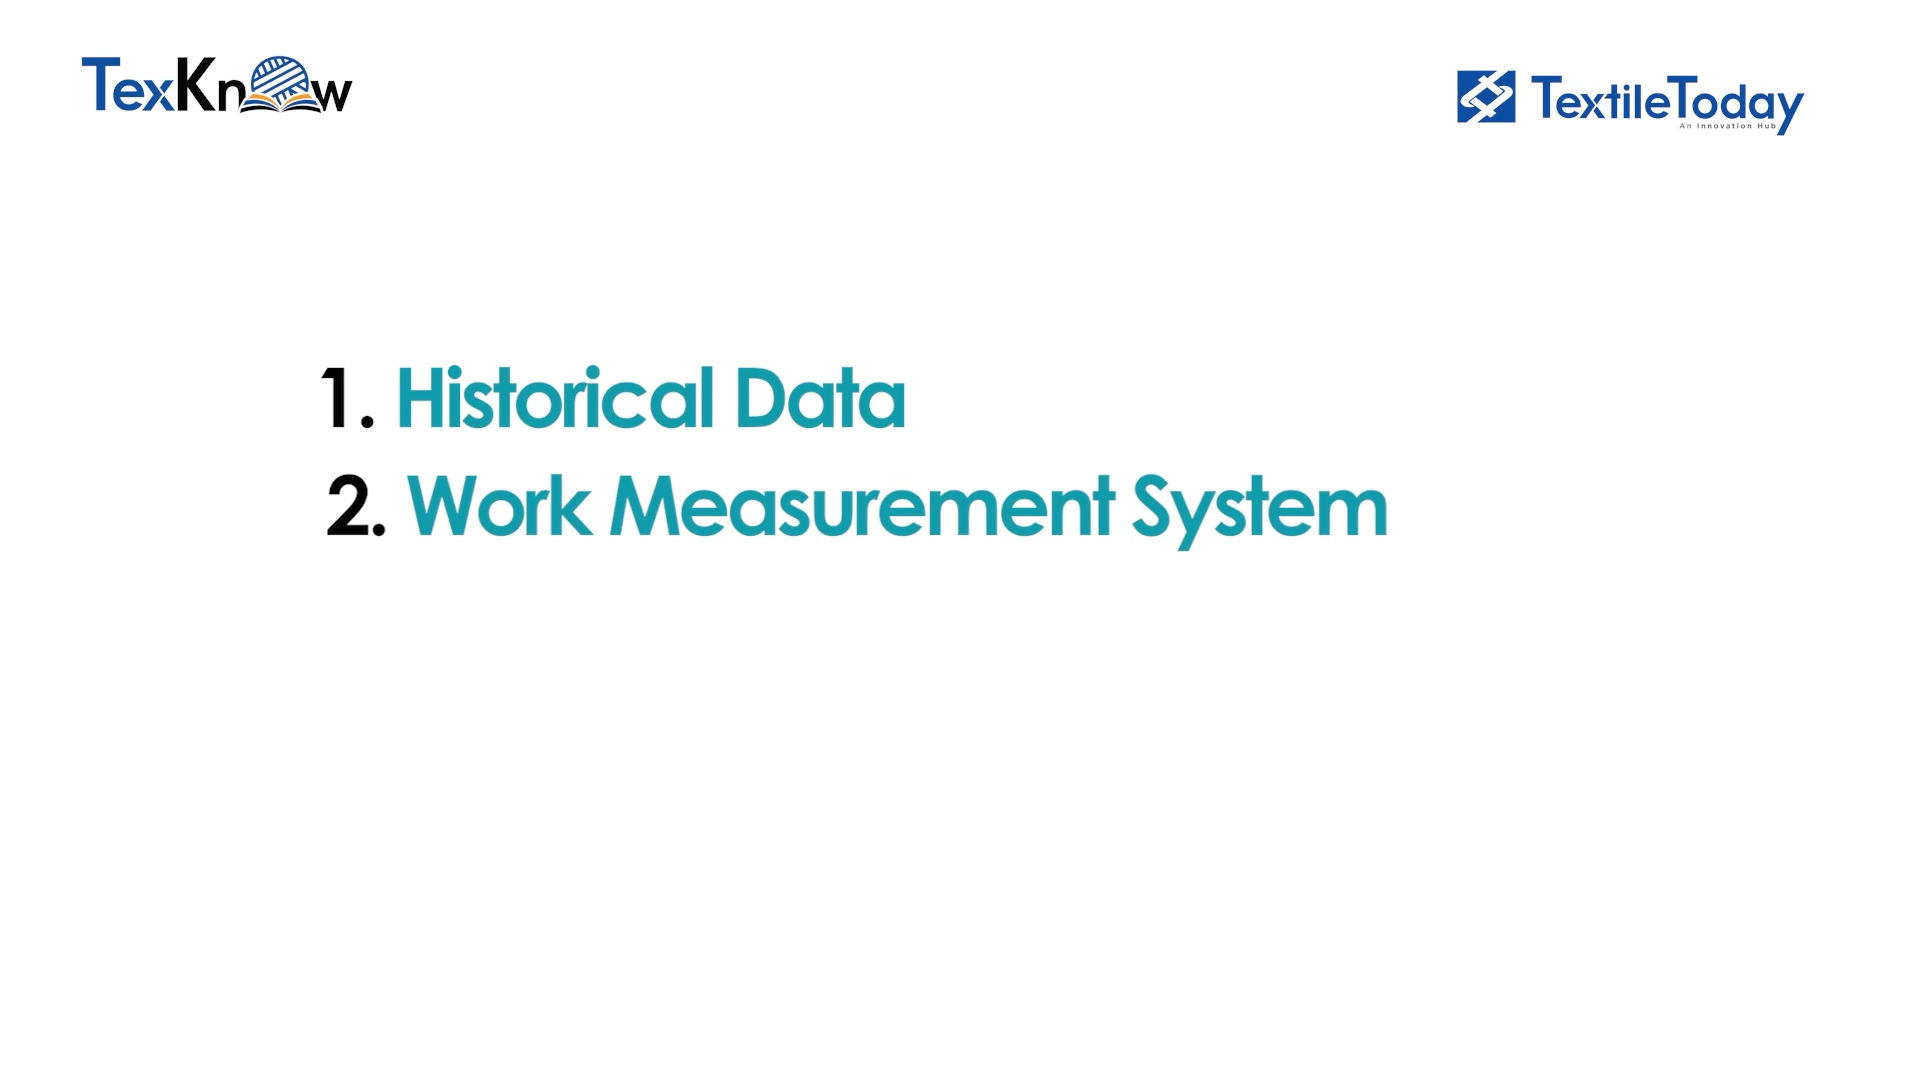 TexKnow
TextileToday
An Innovation Hub
1. Historical Data
2. Work Measurement System